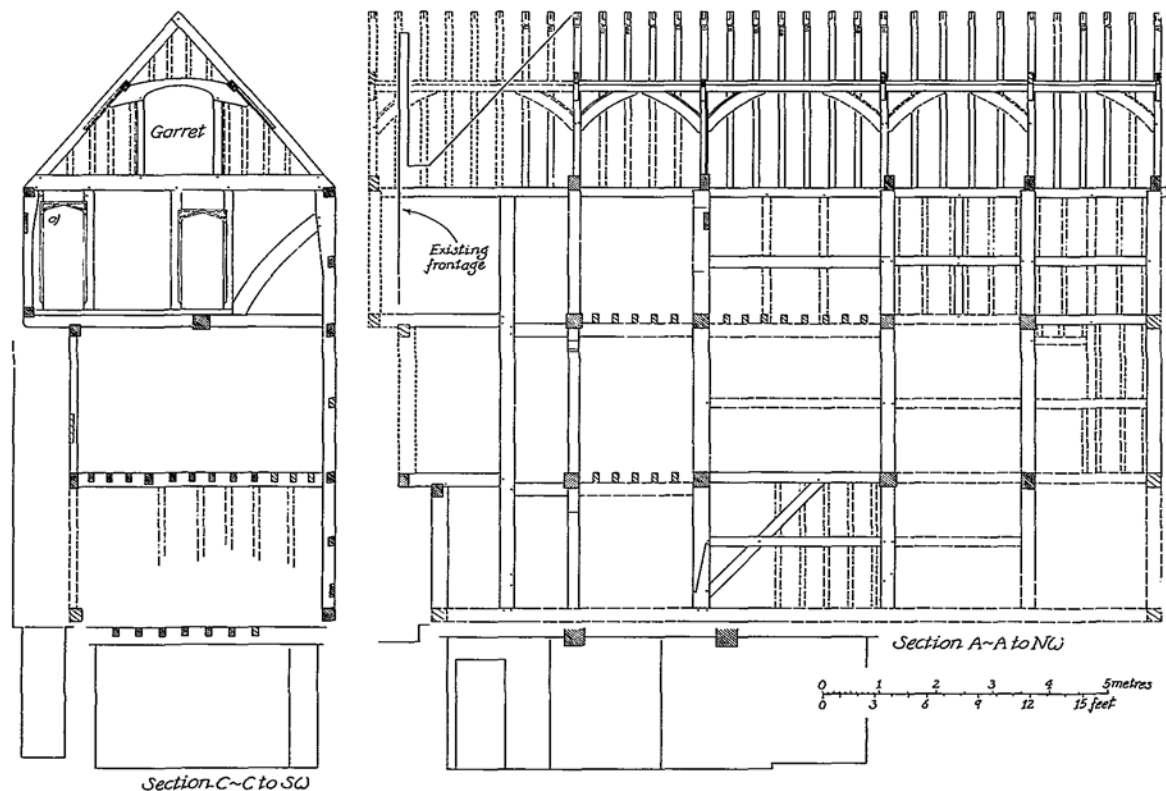 Garret
a)
Existing
frontage
Section A~A to NW
0 1 2 3 4 5 metres
0 3 6 9 12 15 feet
Section C~C to SW